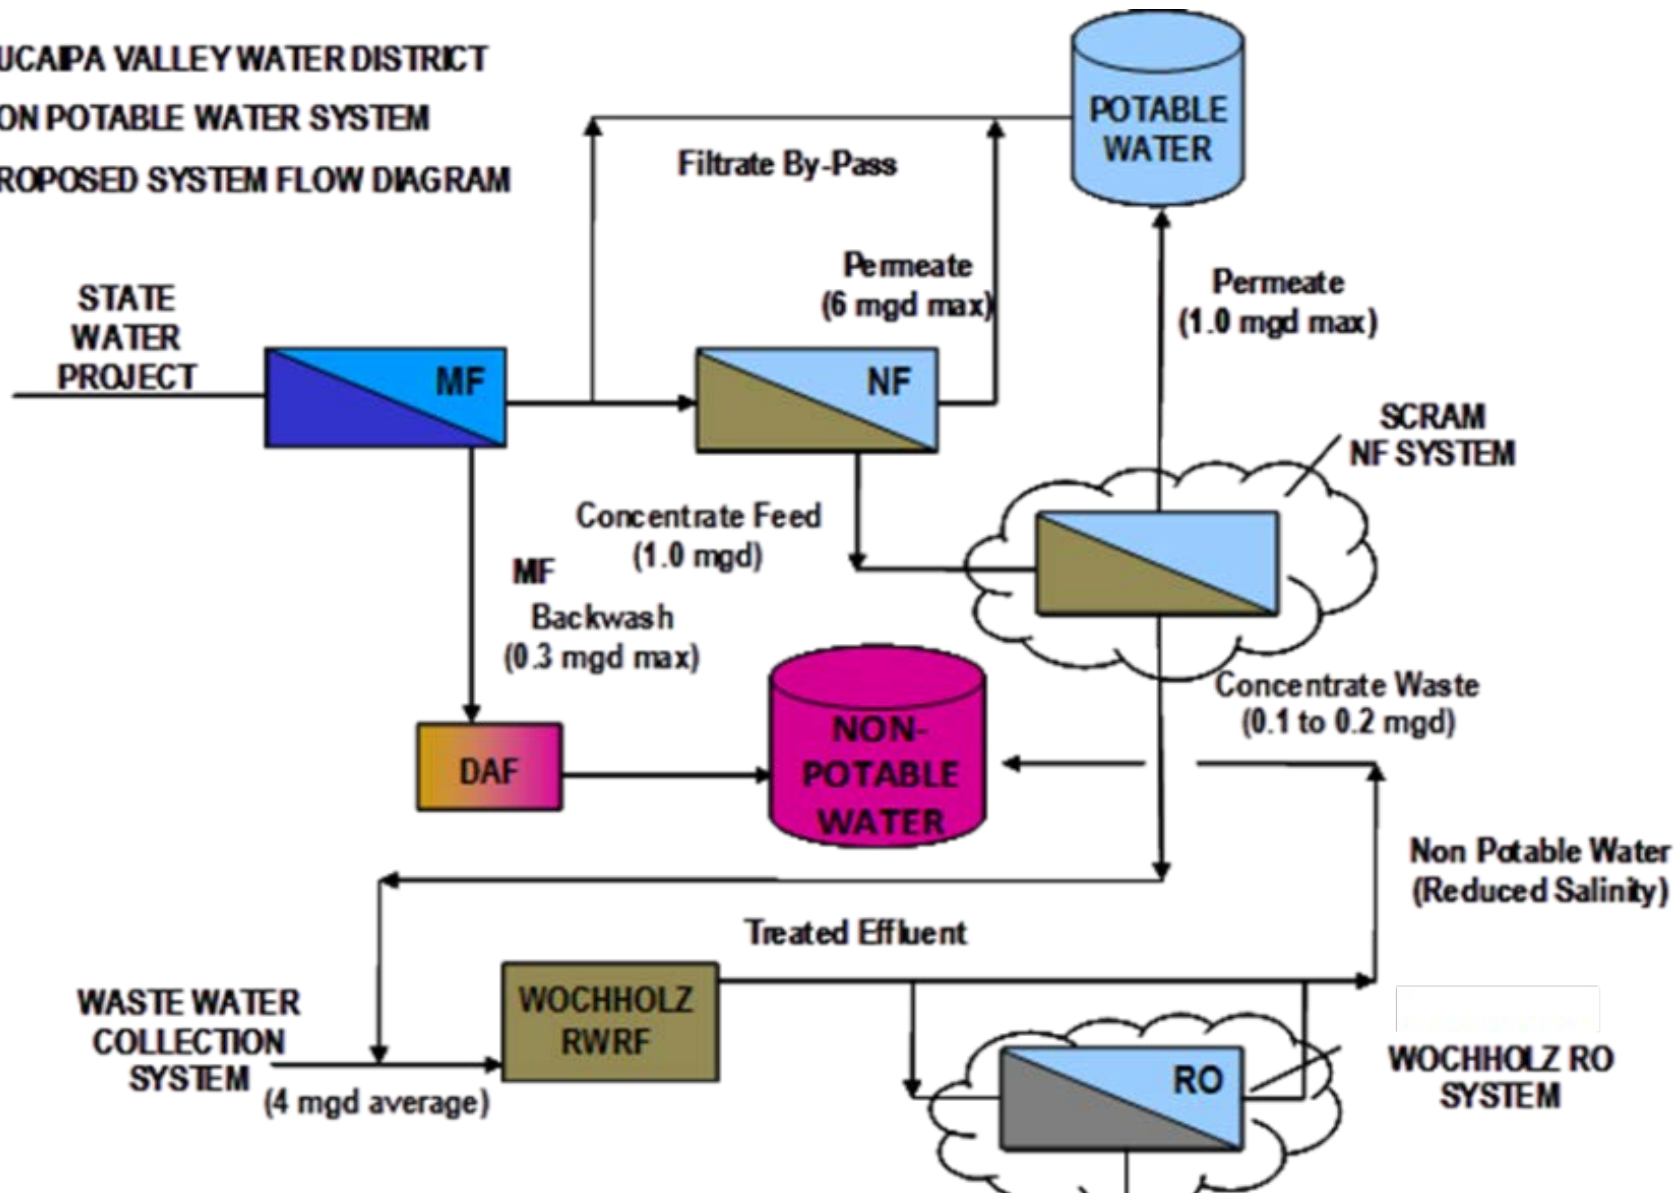 UCAIPA VALLEY WATER DISTRICT
ON POTABLE WATER SYSTEM
ROPOSED SYSTEM FLOW DIAGRAM
POTABLE
WATER
Filtrate By-Pass
Permeate
(6 mgd max)
Permeate
(1.0 mgd max)
STATE
WATER
PROJECT
MF
NF
SCRAM
NF SYSTEM
Concentrate Feed
(1.0 mgd)
MF
Backwash
(0.3 mgd max)
Concentrate Waste
(0.1 to 0.2 mgd)
DAF
NON-
POTABLE
WATER
Non Potable Water
(Reduced Salinity)
Treated Effluent
WASTE WATER
COLLECTION
SYSTEM
(4 mgd average)
WOCHHOLZ
RWRF
RO
WOCHHOLZ RO
SYSTEM